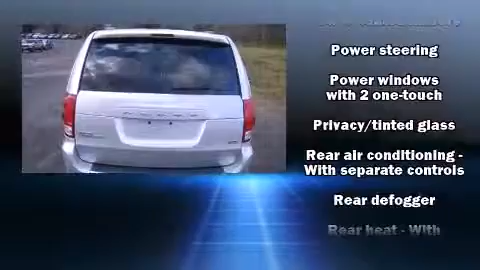 Power steering
Power windows
with 2 one-touch
Privacy/tinted glass
Rear air conditioning -
With separate controls
Rear defogger
Rear heat - With